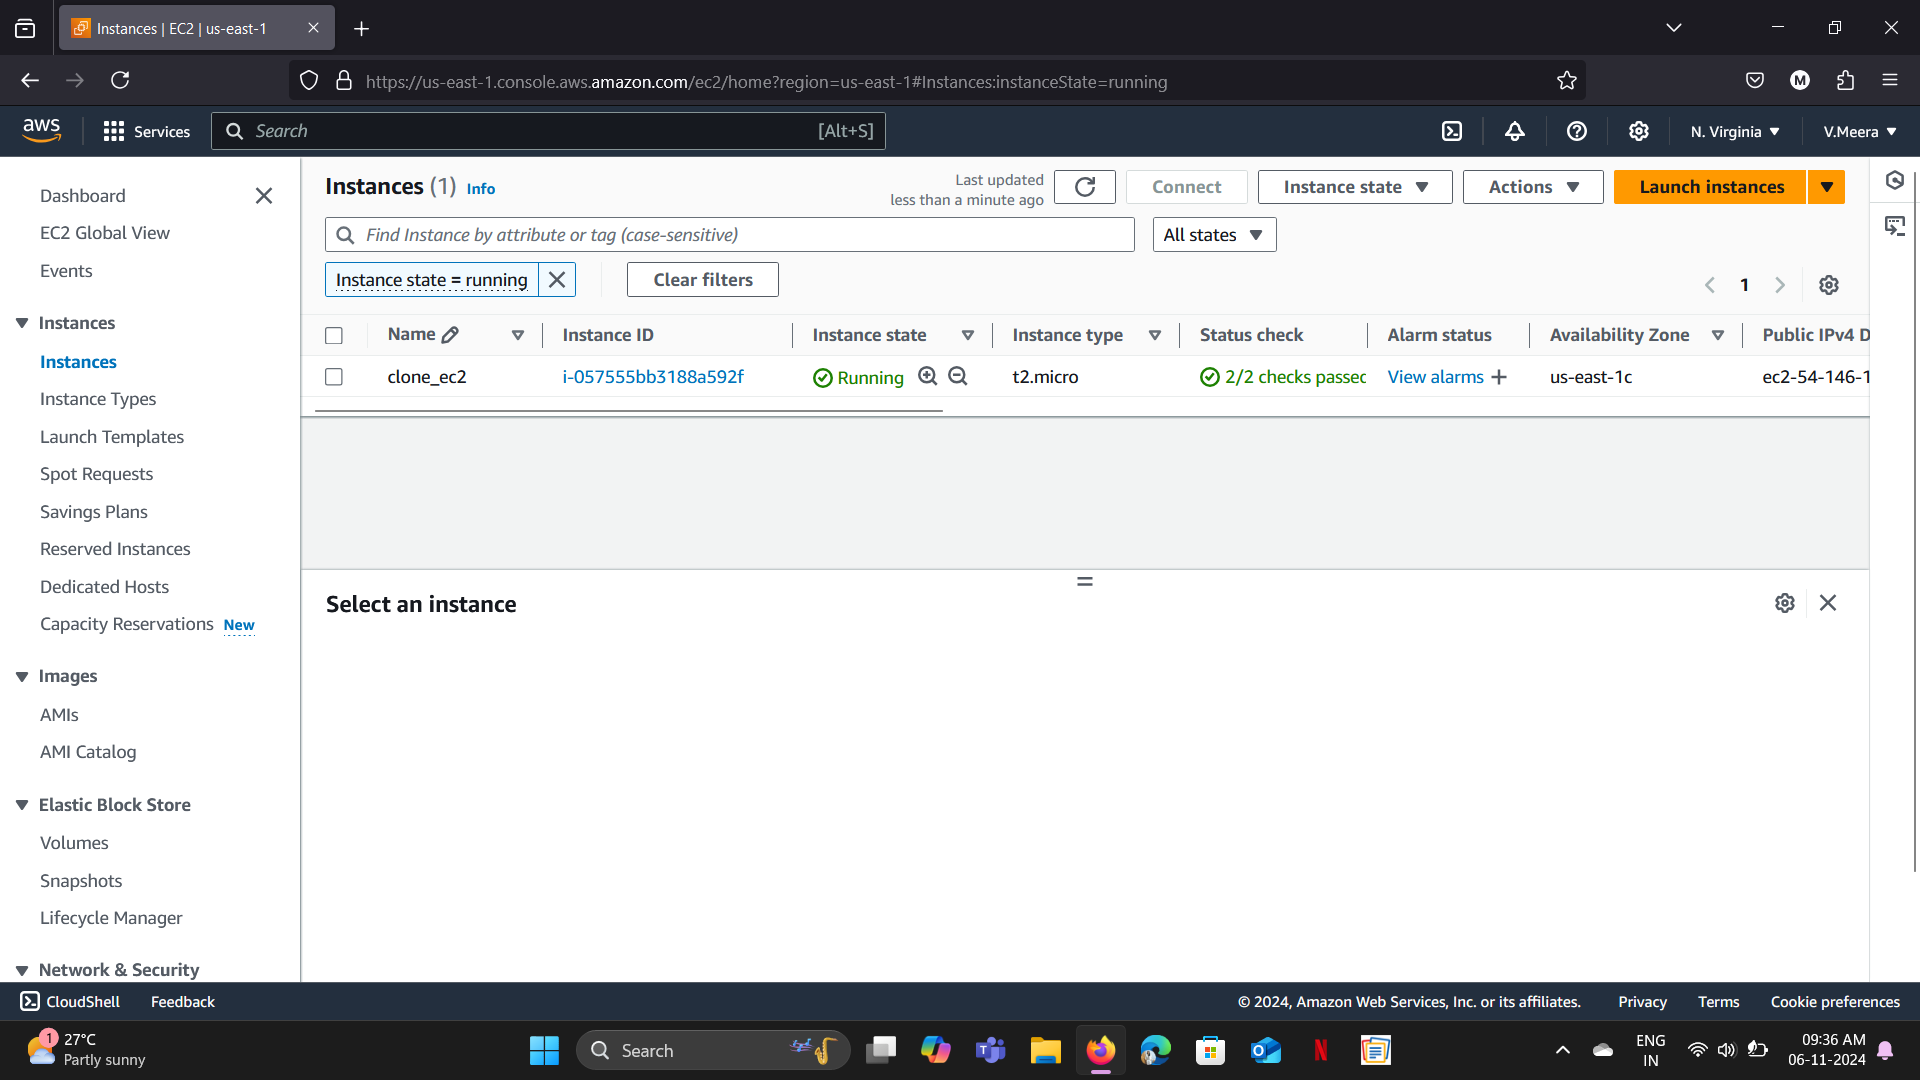 Instances | EC2 | us-east-1
https://us-east-1.console.aws.amazon.com/ec2/home?region=us-east-1#Instances:instanceState=running
M
aws
Services
Search
[Alt+S]
N. Virginia
V.Meera
Dashboard
EC2 Global View
Events
Instances
Instances
Instance Types
Launch Templates
Spot Requests
Savings Plans
Reserved Instances
Dedicated Hosts
Capacity Reservations New
Images
AMIs
AMI Catalog
Elastic Block Store
Volumes
Snapshots
Lifecycle Manager
Network & Security
Instances (1) Info
Last updated
less than a minute ago
Connect
Instance state
Actions
Launch instances
Find Instance by attribute or tag (case-sensitive)
All states
Instance state = running
Clear filters
1
Name Instance ID Instance state Instance type Status check Alarm status Availability Zone Public IPv4 D
clone_ec2 i-057555bb3188a592f Running t2.micro 2/2 checks passec View alarms + us-east-1c ec2-54-146-1
Select an instance
CloudShell Feedback
© 2024, Amazon Web Services, Inc. or its affiliates. Privacy Terms Cookie preferences
1
27°C
Partly sunny
Search
N
ENG
IN
09:36 AM
06-11-2024